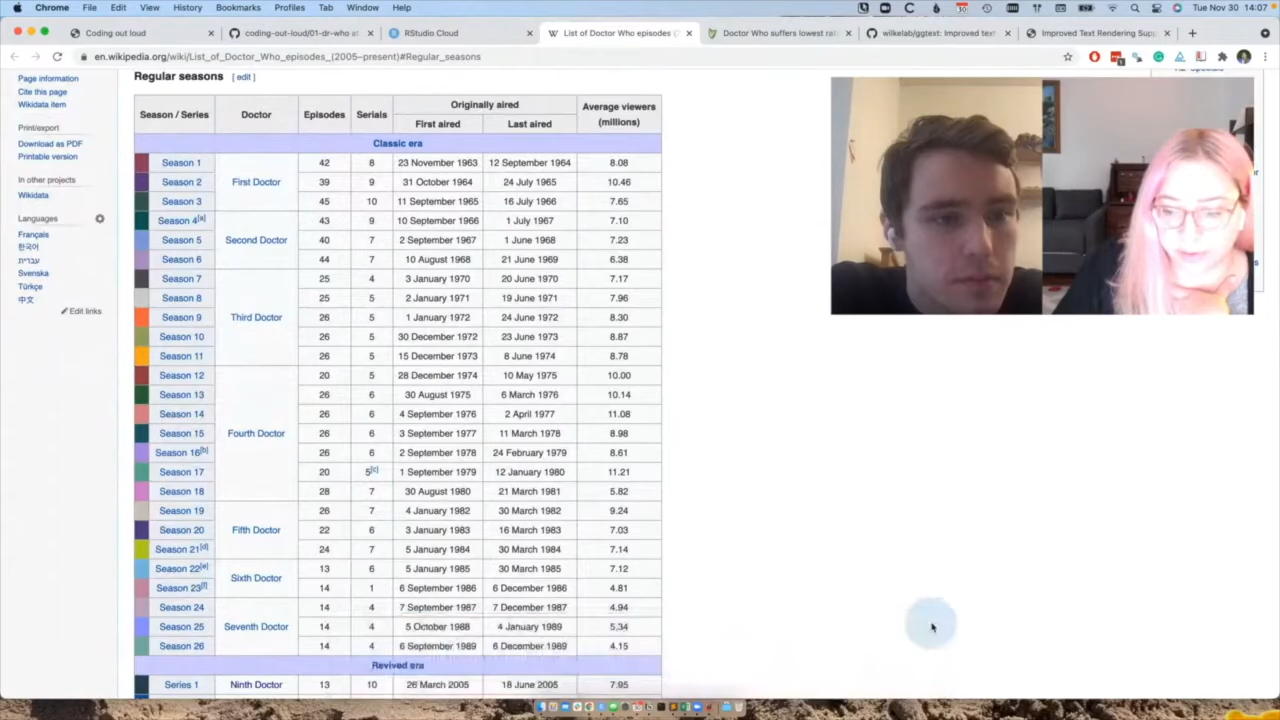 Chrome File Edit View History Bookmarks Profiles Tab Window Help Tue Nov 30 14:07
Coding out loud coding-out-loud/01-dr-who at RStudio Cloud List of Doctor Who episodes ( Doctor Who suffers lowest wilkelab/ggtext: Improved Improved Text Rendering
en.wikipedia.org/wiki/List_of_Doctor_Who_episodes_(2005–present)#Regular_seasons
Page information
Cite this page
Wikidata item
Print/export
Download as PDF
Printable version
In other projects
Wikidata
Languages
Français
한국어
עברית
Svenska
Türkçe
中文
Edit links
Regular seasons [ edit ]
Season / Series Doctor Episodes Serials Originally aired Average viewers (millions)
First aired Last aired
Classic era
Season 1 First Doctor 42 8 23 November 1963 12 September 1964 8.08
Season 2 39 9 31 October 1964 24 July 1965 10.46
Season 3 45 10 11 September 1965 16 July 1966 7.65
Season 4[a] Second Doctor 43 9 10 September 1966 1 July 1967 7.10
Season 5 40 7 2 September 1967 1 June 1968 7.23
Season 6 44 7 10 August 1968 21 June 1969 6.38
Season 7 Third Doctor 25 4 3 January 1970 20 June 1970 7.17
Season 8 25 5 2 January 1971 19 June 1971 7.96
Season 9 26 5 1 January 1972 24 June 1972 8.30
Season 10 26 5 30 December 1972 23 June 1973 8.87
Season 11 26 5 15 December 1973 8 June 1974 8.78
Season 12 Fourth Doctor 20 5 28 December 1974 10 May 1975 10.00
Season 13 26 6 30 August 1975 6 March 1976 10.14
Season 14 26 6 4 September 1976 2 April 1977 11.08
Season 15 26 6 3 September 1977 11 March 1978 8.98
Season 16[b] 26 6 2 September 1978 24 February 1979 8.61
Season 17 20 5[c] 1 September 1979 12 January 1980 11.21
Season 18 28 7 30 August 1980 21 March 1981 5.82
Season 19 Fifth Doctor 26 7 4 January 1982 30 March 1982 9.24
Season 20 22 6 3 January 1983 16 March 1983 7.03
Season 21[d] 24 7 5 January 1984 30 March 1984 7.14
Season 22[e] Sixth Doctor 13 6 5 January 1985 30 March 1985 7.12
Season 23[f] 14 1 6 September 1986 6 December 1986 4.81
Season 24 Seventh Doctor 14 4 7 September 1987 7 December 1987 4.94
Season 25 14 4 5 October 1988 4 January 1989 5.34
Season 26 14 4 6 September 1989 6 December 1989 4.15
Revived era
Series 1 Ninth Doctor 13 10 26 March 2005 18 June 2005 7.95